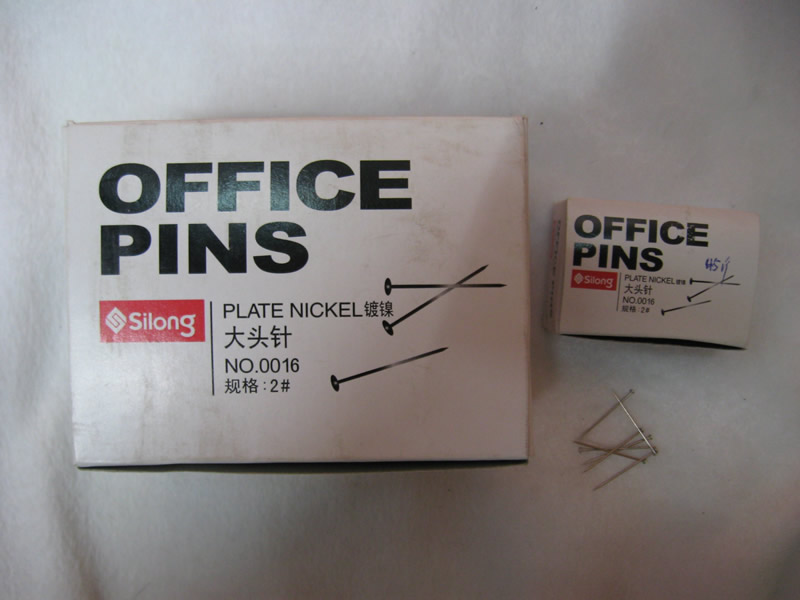 OFFICE
PINS
Silong
PLATE NICKEL镀镍
大头针
NO.0016
规格:2#
OFFICE
PINS
Silong
PLATE NICKEL镀镍
大头针
NO.0016
规格:2#